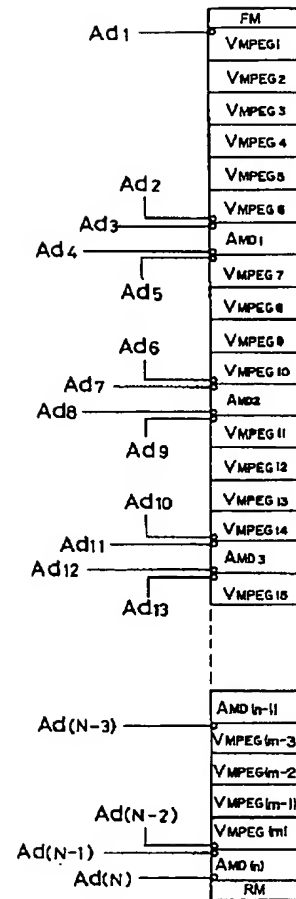 FM
Ad1
VMPEG1
VMPEG2
VMPEG3
VMPEG4
VMPEG5
Ad2
VMPEG6
Ad3
AMD1
Ad4
VMPEG7
Ad5
VMPEG8
VMPEG9
Ad6
VMPEG10
Ad7
AMD2
Ad8
VMPEG11
Ad9
VMPEG12
VMPEG13
Ad10
VMPEG14
Ad11
AMD3
Ad12
VMPEG15
Ad13
AMD(n-1)
Ad(N-3)
VMPEG(m-3
VMPEG(m-2
VMPEG(m-1)
Ad(N-2)
VMPEG(m)
Ad(N-1)
AMD(n)
Ad(N)
RM